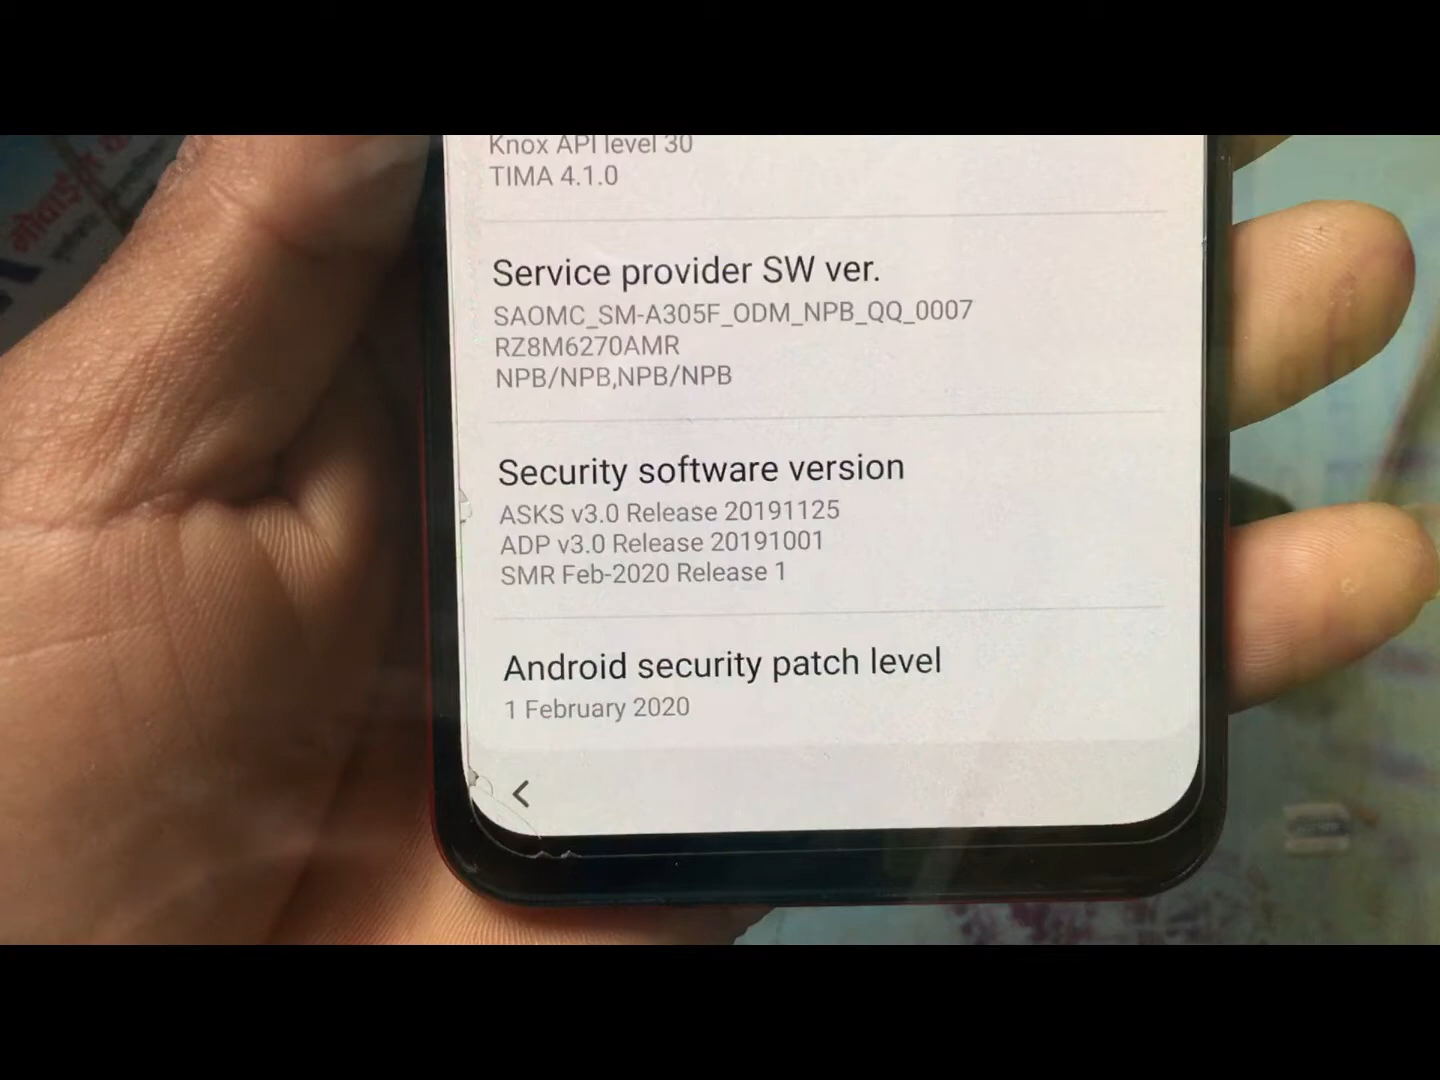 Knox API level 30
TIMA 4.1.0
Service provider SW ver.
SAOMC_SM-A305F_ODM_NPB_QQ_0007
RZ8M6270AMR
NPB/NPB,NPB/NPB
Security software version
ASKS v3.0 Release 20191125
ADP v3.0 Release 20191001
SMR Feb-2020 Release 1
Android security patch level
1 February 2020